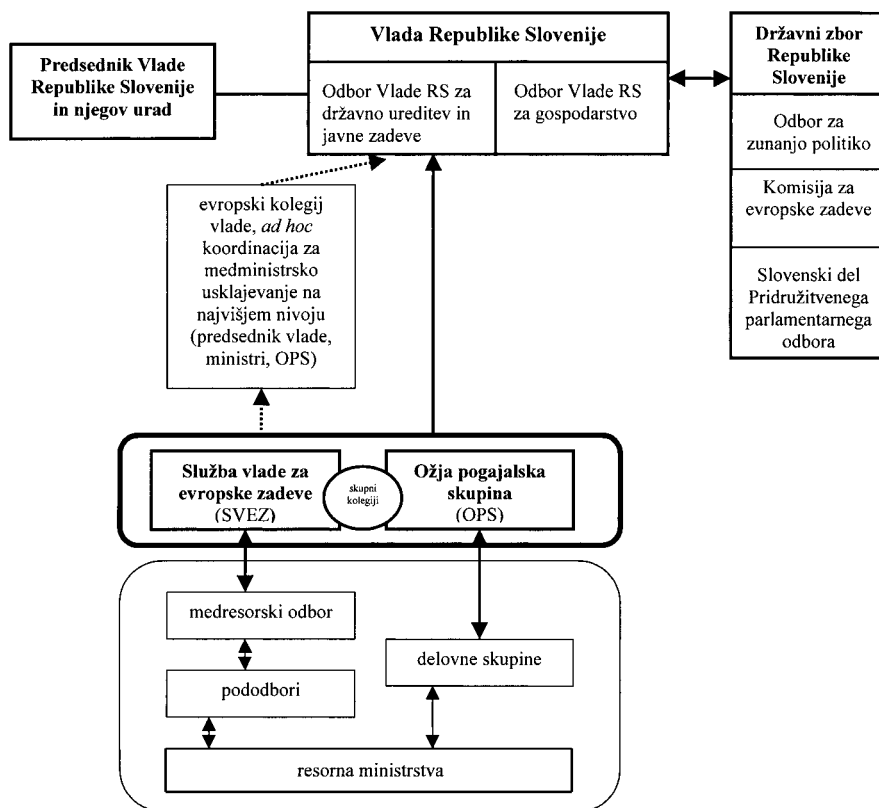 Predsednik Vlade
Republike Slovenije
in njegov urad
Vlada Republike Slovenije
Odbor Vlade RS za
državno ureditev in
javne zadeve
Odbor Vlade RS
za gospodarstvo
Državni zbor
Republike
Slovenije
Odbor za
zunanjo politiko
Komisija za
evropske zadeve
Slovenski del
Pridružitvenega
parlamentarnega
odbora
evropski kolegij
vlade, ad hoc
koordinacija za
medministrsko
usklajevanje na
najvišjem nivoju
(predsednik vlade,
ministri, OPS)
Služba vlade za
evropske zadeve
(SVEZ)
skupni
kolegiji
Ožja pogajalska
skupina
(OPS)
medresorski odbor
pododbori
delovne skupine
resorna ministrstva